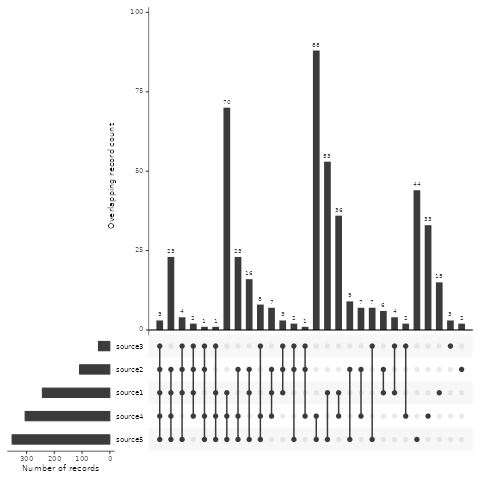 100
75
50
25
0
Overlapping record count
3 23 4 2 1 1 70 23 16 8 7 3 2 1 88 53 36 9 7 7 6 4 2 44 33 15 3 2
source3
source2
source1
source4
source5
300 200 100 0
Number of records